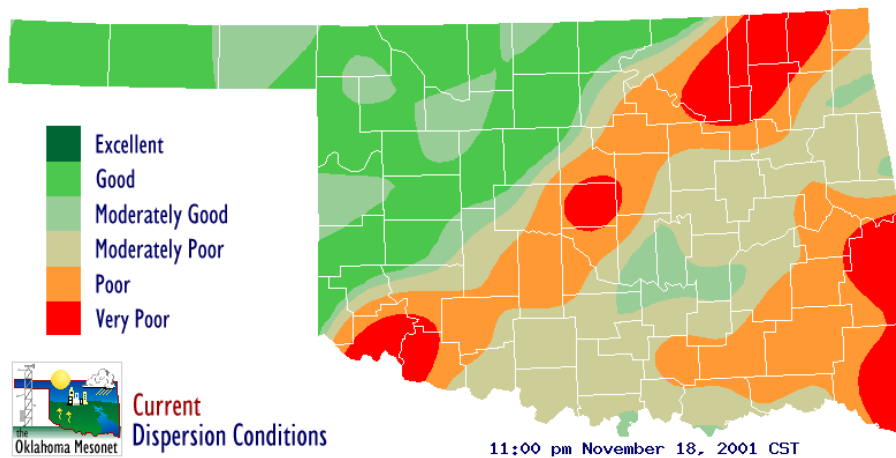 Excellent
Good
Moderately Good
Moderately Poor
Poor
Very Poor
the
Oklahoma Mesonet
Current
Dispersion Conditions
11:00 pm November 18, 2001 CST